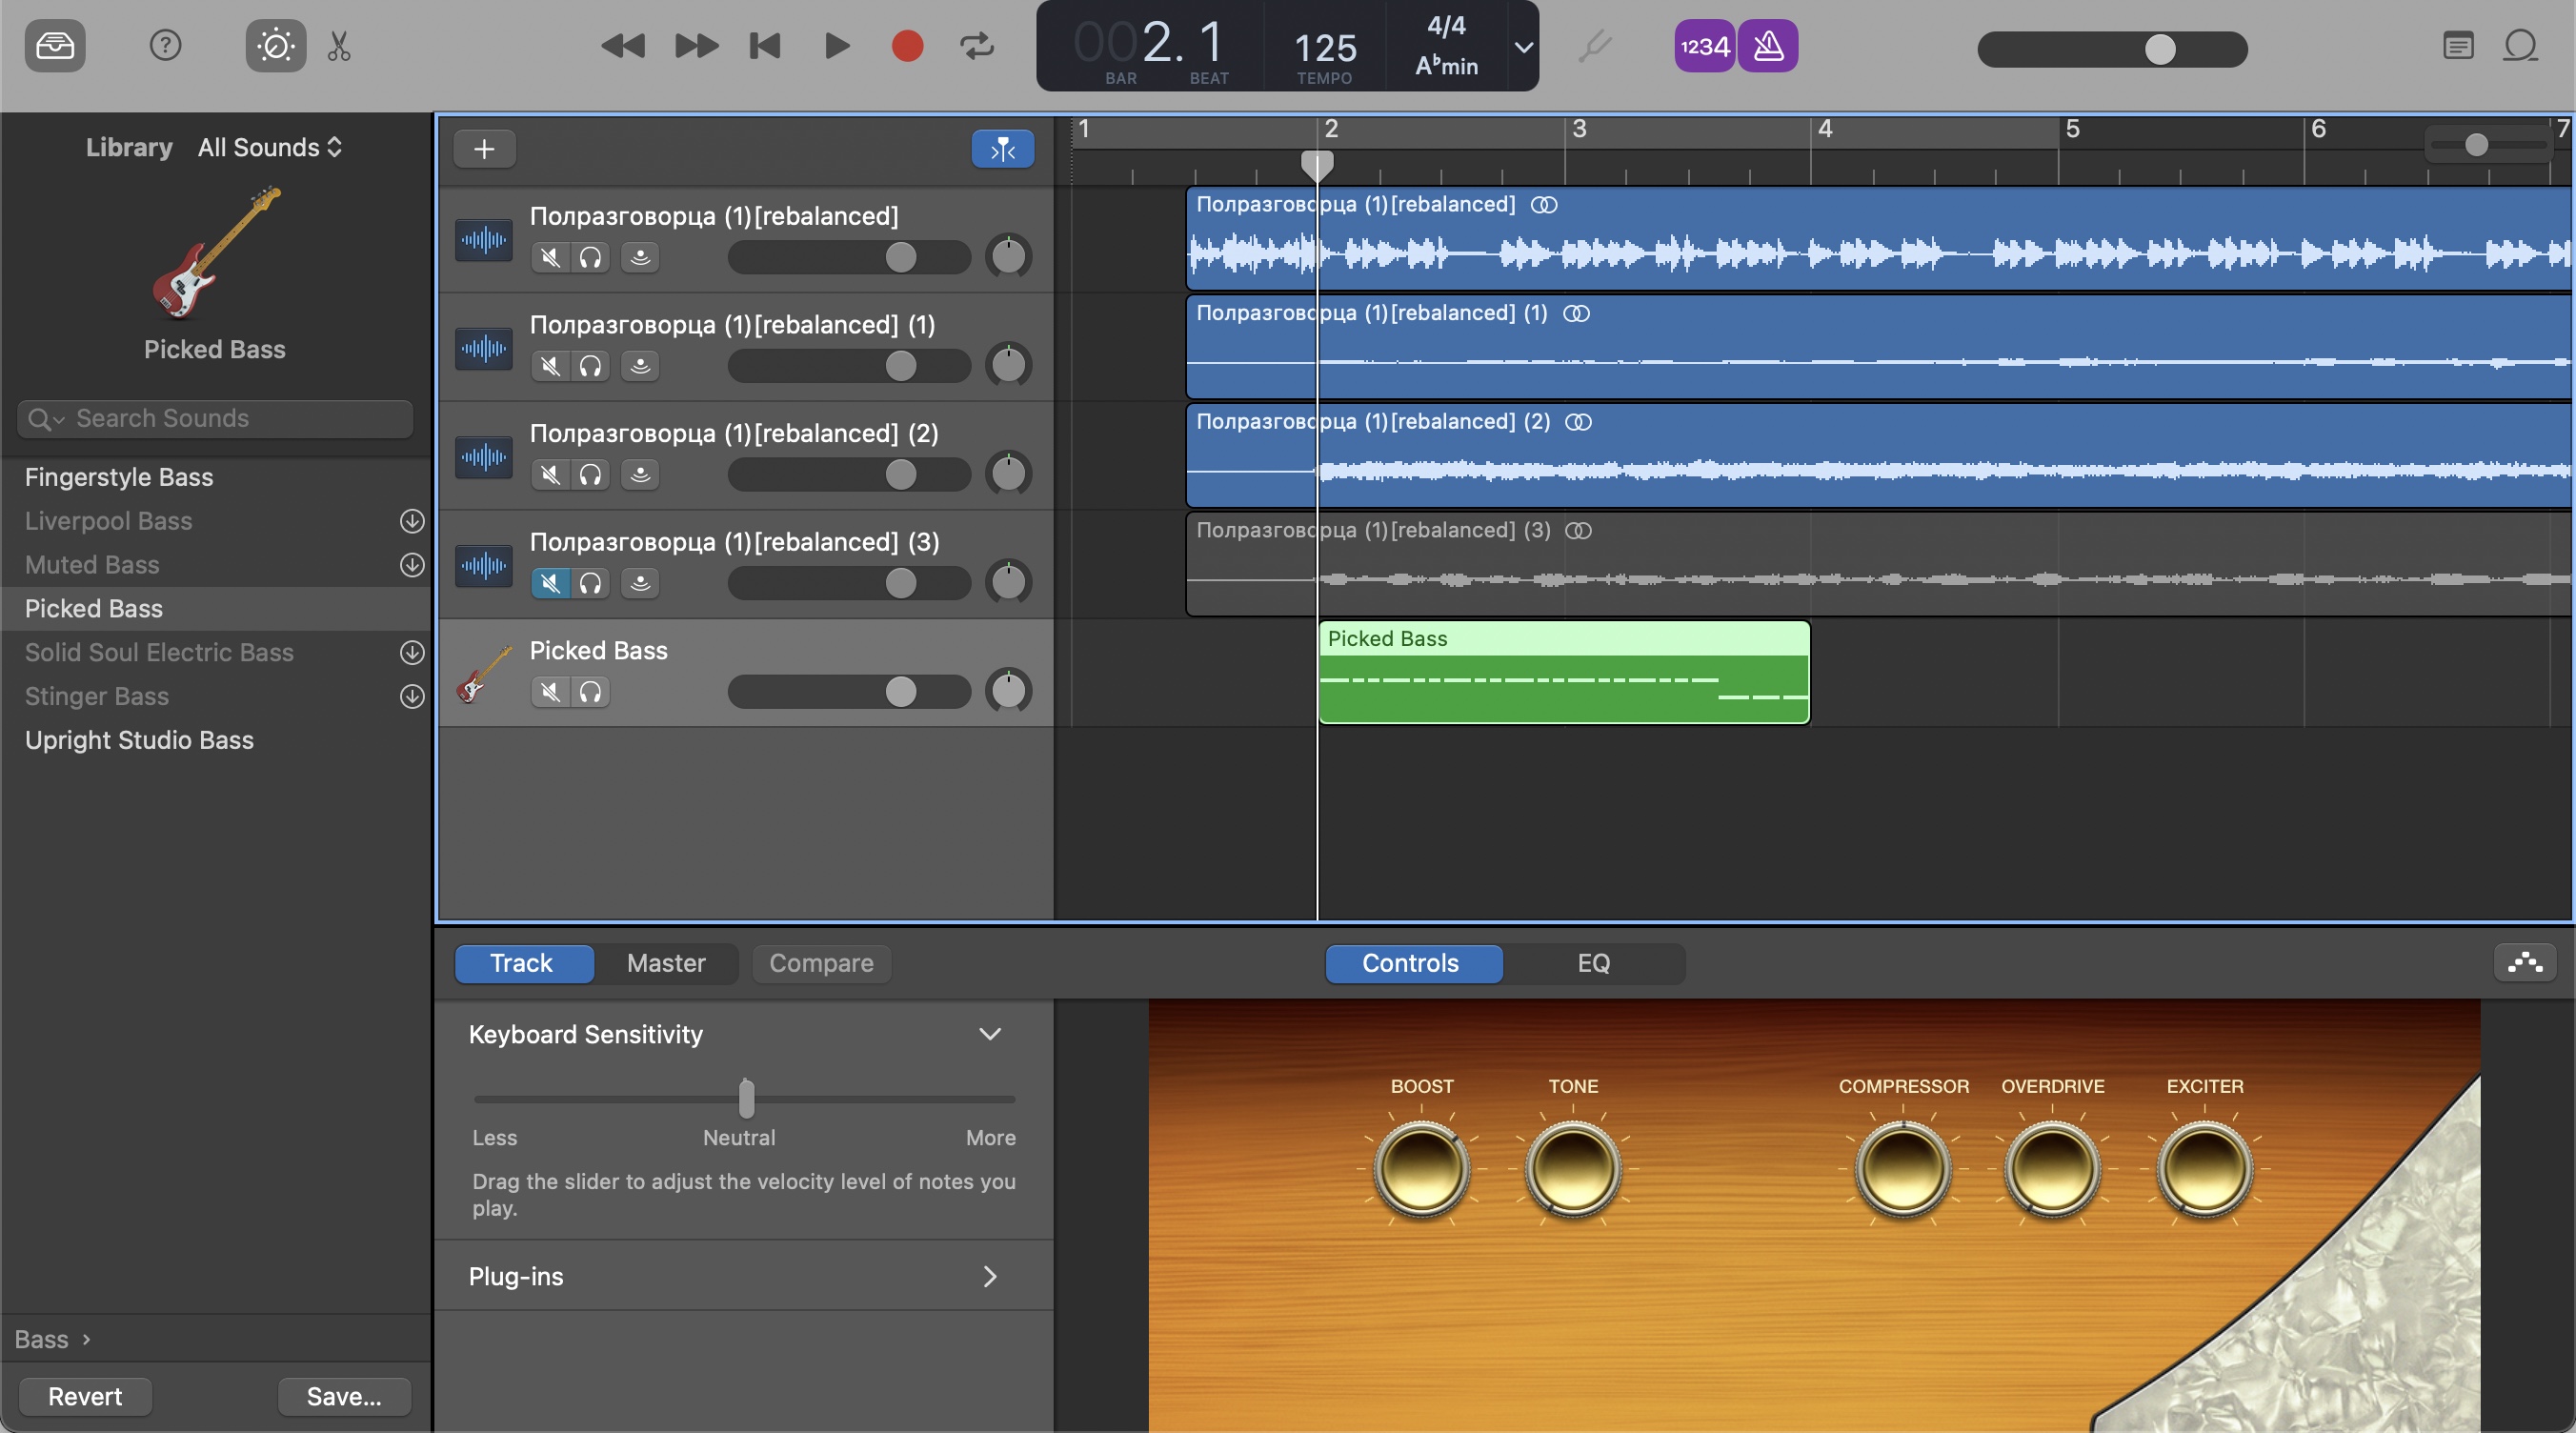 002. 1
BAR BEAT
125
TEMPO
4/4
A♭min
1234
Library All Sounds
Picked Bass
Search Sounds
Fingerstyle Bass
Liverpool Bass
Muted Bass
Picked Bass
Solid Soul Electric Bass
Stinger Bass
Upright Studio Bass
Bass ›
Revert Save...
1 2 3 4 5 6 7
Полразговорца (1)[rebalanced]
Полразговорца (1)[rebalanced] (1)
Полразговорца (1)[rebalanced] (2)
Полразговорца (1)[rebalanced] (3)
Picked Bass
Полразговорца (1)[rebalanced]
Полразговорца (1)[rebalanced] (1)
Полразговорца (1)[rebalanced] (2)
Полразговорца (1)[rebalanced] (3)
Picked Bass
Track Master Compare
Controls EQ
Keyboard Sensitivity
Less Neutral More
Drag the slider to adjust the velocity level of notes you
play.
Plug-ins
BOOST TONE COMPRESSOR OVERDRIVE EXCITER